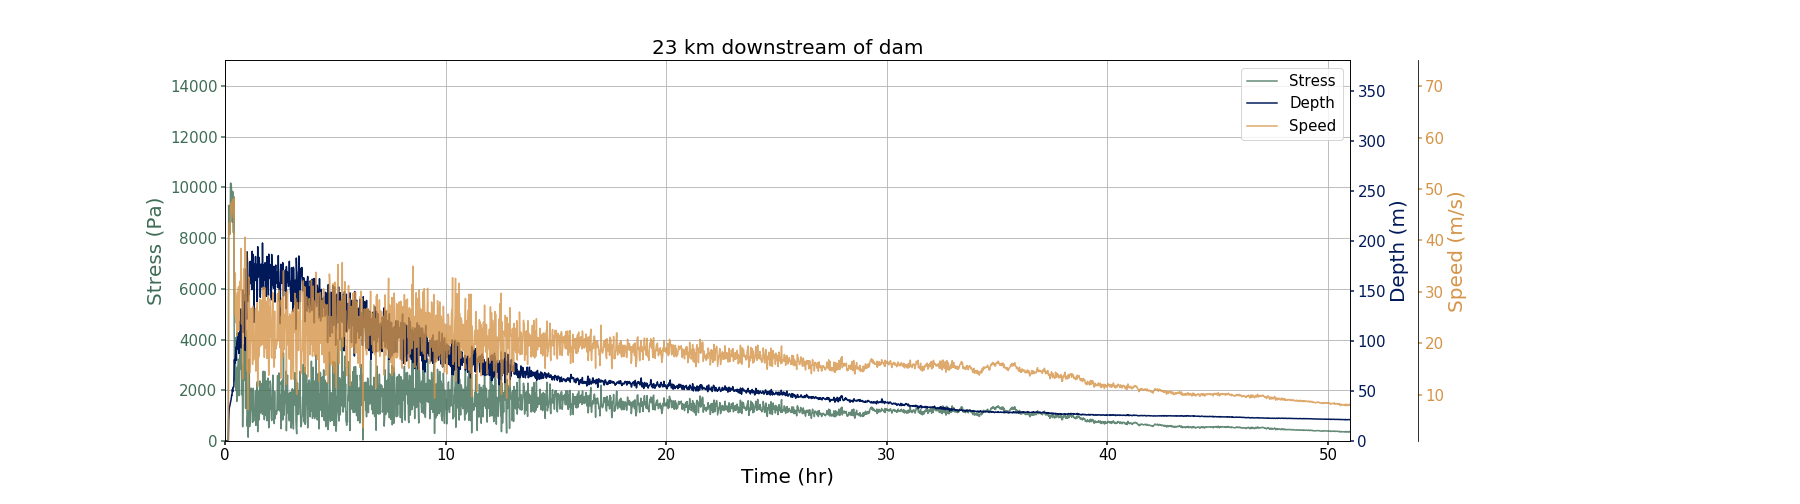 23 km downstream of dam
Stress (Pa)
14000
12000
10000
8000
6000
4000
2000
0
Stress
Depth
Speed
350
300
250
200
150
100
50
0
Depth (m)
70
60
50
40
30
20
10
Speed (m/s)
0 10 20 30 40 50
Time (hr)